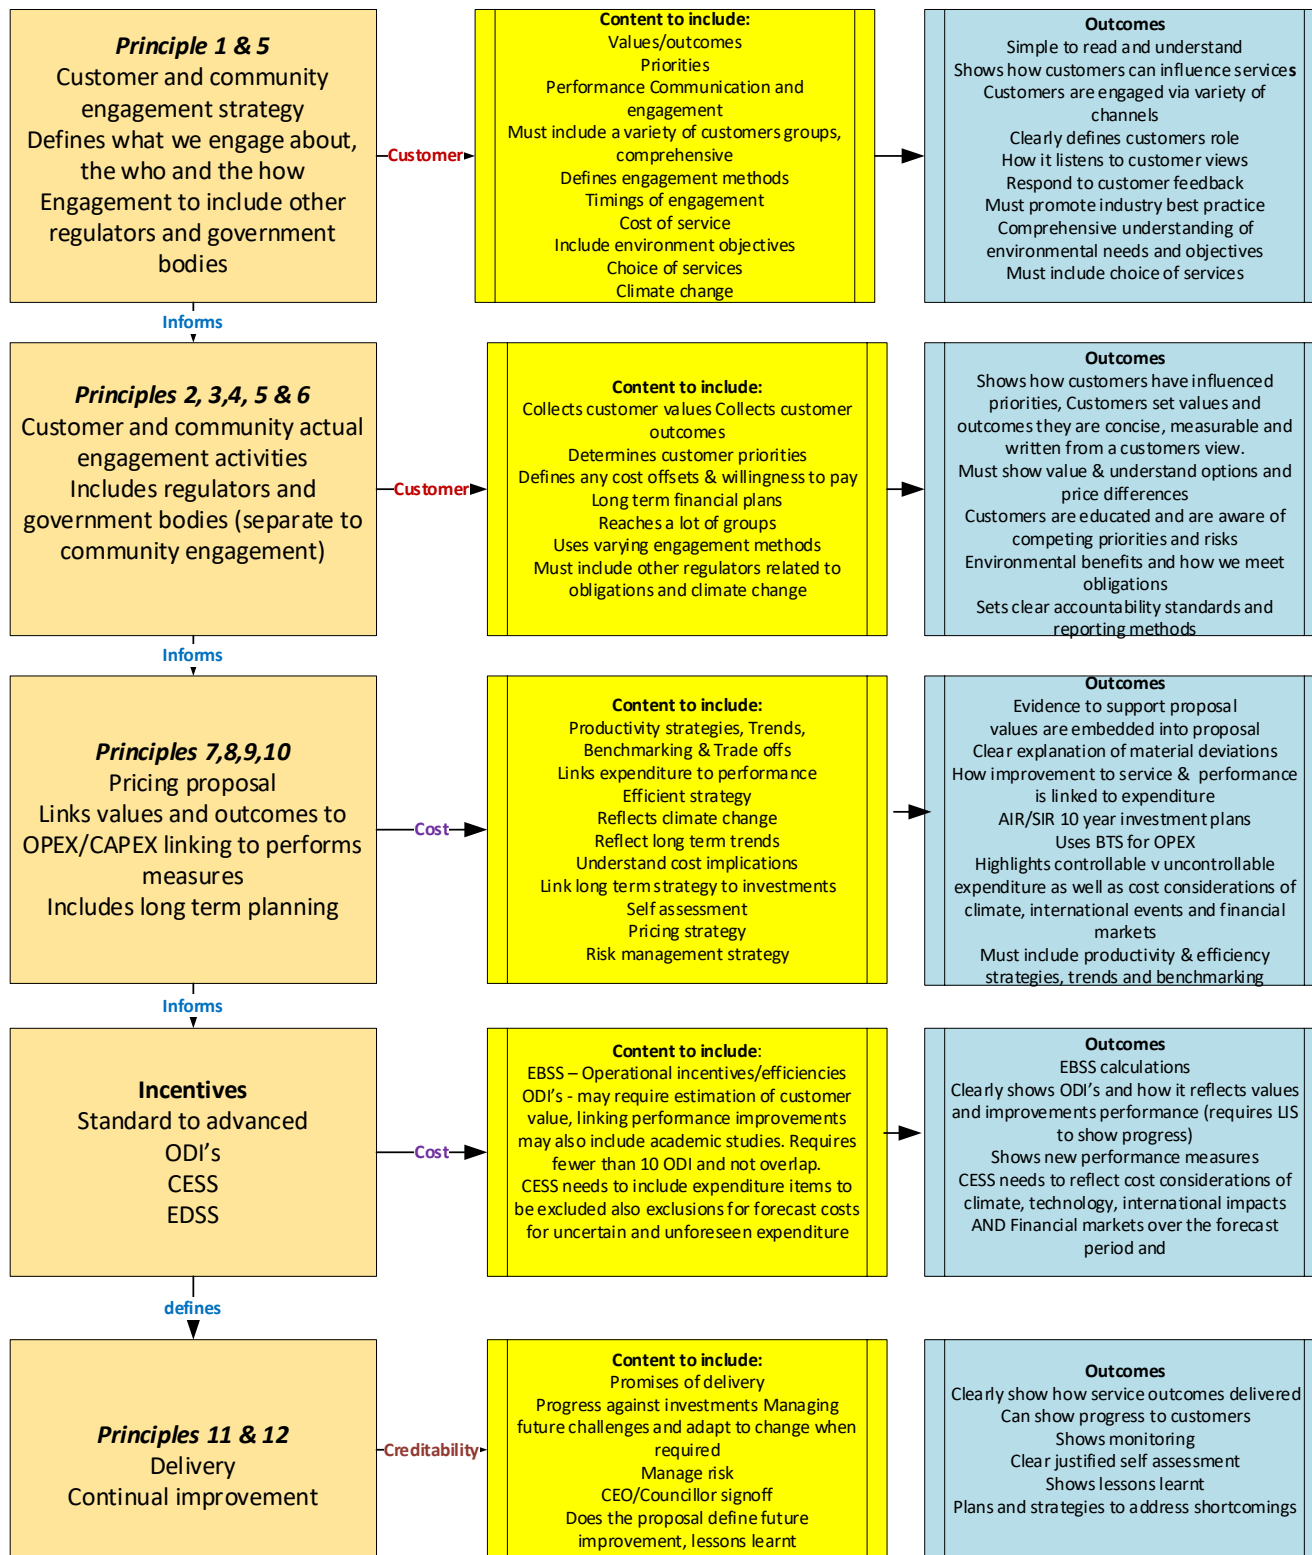 Principle 1 & 5
Customer and community
engagement strategy
Defines what we engage about,
the who and the how
Engagement to include other
regulators and government
bodies
Customer
Content to include:
Values/outcomes
Priorities
Performance Communication and
engagement
Must include a variety of customers groups,
comprehensive
Defines engagement methods
Timings of engagement
Cost of service
Include environment objectives
Choice of services
Climate change
Outcomes
Simple to read and understand
Shows how customers can influence services
Customers are engaged via variety of
channels
Clearly defines customers role
How it listens to customer views
Respond to customer feedback
Must promote industry best practice
Comprehensive understanding of
environmental needs and objectives
Must include choice of services
Informs
Principles 2, 3,4, 5 & 6
Customer and community actual
engagement activities
Includes regulators and
government bodies (separate to
community engagement)
Customer
Content to include:
Collects customer values Collects customer
outcomes
Determines customer priorities
Defines any cost offsets & willingness to pay
Long term financial plans
Reaches a lot of groups
Uses varying engagement methods
Must include other regulators related to
obligations and climate change
Outcomes
Shows how customers have influenced
priorities, Customers set values and
outcomes they are concise, measurable and
written from a customers view.
Must show value & understand options and
price differences
Customers are educated and are aware of
competing priorities and risks
Environmental benefits and how we meet
obligations
Sets clear accountability standards and
reporting methods
Informs
Principles 7,8,9,10
Pricing proposal
Links values and outcomes to
OPEX/CAPEX linking to performs
measures
Includes long term planning
Cost
Content to include:
Productivity strategies, Trends,
Benchmarking & Trade offs
Links expenditure to performance
Efficient strategy
Reflects climate change
Reflect long term trends
Understand cost implications
Link long term strategy to investments
Self assessment
Pricing strategy
Risk management strategy
Outcomes
Evidence to support proposal
values are embedded into proposal
Clear explanation of material deviations
How improvement to service & performance
is linked to expenditure
AIR/SIR 10 year investment plans
Uses BTS for OPEX
Highlights controllable v uncontrollable
expenditure as well as cost considerations of
climate, international events and financial
markets
Must include productivity & efficiency
strategies, trends and benchmarking
Informs
Incentives
Standard to advanced
ODI's
CESS
EDSS
Cost
Content to include:
EBSS – Operational incentives/efficiencies
ODI's - may require estimation of customer
value, linking performance improvements
may also include academic studies. Requires
fewer than 10 ODI and not overlap.
CESS needs to include expenditure items to
be excluded also exclusions for forecast costs
for uncertain and unforeseen expenditure
Outcomes
EBSS calculations
Clearly shows ODI's and how it reflects values
and improvements performance (requires LIS
to show progress)
Shows new performance measures
CESS needs to reflect cost considerations of
climate, technology, international impacts
AND Financial markets over the forecast
period and
defines
Principles 11 & 12
Delivery
Continual improvement
Creditability
Content to include:
Promises of delivery
Progress against investments Managing
future challenges and adapt to change when
required
Manage risk
CEO/Councillor signoff
Does the proposal define future
improvement, lessons learnt
Outcomes
Clearly show how service outcomes delivered
Can show progress to customers
Shows monitoring
Clear justified self assessment
Shows lessons learnt
Plans and strategies to address shortcomings